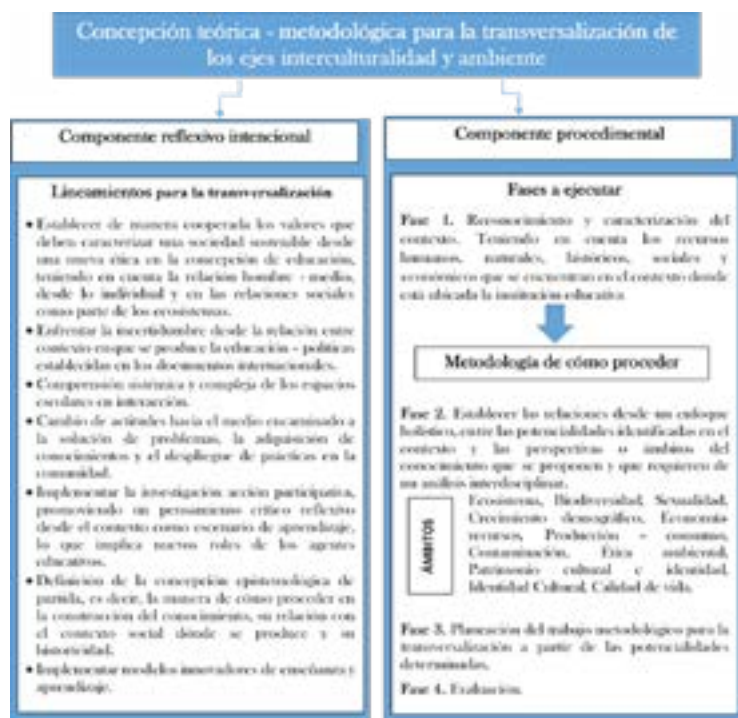 Concepción teórica - metodológica para la transversalización de
los ejes interculturalidad y ambiente
Componente reflexivo intencional
Lineamientos para la transversalización
• Establecer de manera cooperada los valores que
deben caracterizar una sociedad sostenible desde
una nueva ética en la concepción de educación,
teniendo en cuenta la relación hombre - medio,
desde lo individual y en las relaciones sociales
como parte de los ecosistemas.
• Enfrentar la incertidumbre desde la relación entre
contexto en que se produce la educación – políticas
establecidas en los documentos internacionales.
• Comprensión sistémica y compleja de los espacios
escolares en interacción.
• Cambio de actitudes hacia el medio encaminado a
la solución de problemas, la adquisición de
conocimientos y el despliegue de prácticas en la
comunidad.
• Implementar la investigación acción participativa,
promoviendo un pensamiento crítico reflexivo
desde el contexto como escenario de aprendizaje,
lo que implica nuevos roles de los agentes
educativos.
• Definición de la concepción epistemológica de
partida, es decir, la manera de cómo proceder en
la construcción del conocimiento, su relación con
el contexto social dónde se produce y su
historicidad.
• Implementar modelos innovadores de enseñanza y
aprendizaje.
Componente procedimental
Fases a ejecutar
Fase 1. Reconocimiento y caracterización del
contexto. Teniendo en cuenta los recursos
humanos, naturales, históricos, sociales y
económicos que se encuentran en el contexto donde
está ubicada la institución educativa
Metodología de cómo proceder
Fase 2. Establecer las relaciones desde un enfoque
holístico, entre las potencialidades identificadas en el
contexto y las perspectivas o ámbitos del
conocimiento que se proponen y que requieren de
un análisis interdisciplinar.
ÁMBITOS
Ecosistema, Biodiversidad, Sexualidad,
Crecimiento demográfico, Economía-
recursos, Producción – consumo,
Contaminación, Ética ambiental,
Patrimonio cultural e identidad,
Identidad Cultural, Calidad de vida.
Fase 3. Planeación del trabajo metodológico para la
transversalización a partir de las potencialidades
determinadas.
Fase 4. Evaluación.